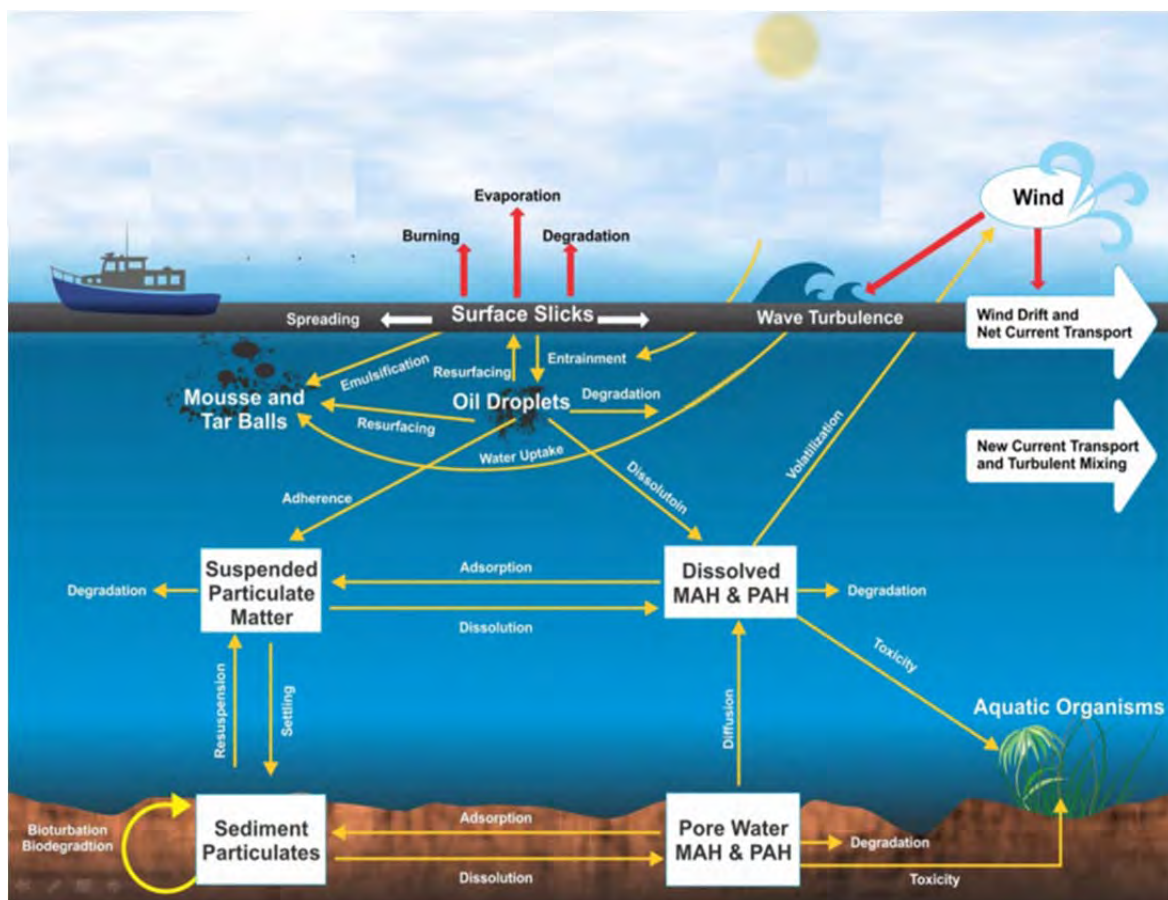 Wind
Evaporation
Burning
Degradation
Spreading
Surface Slicks
Wave Turbulence
Wind Drift and
Net Current Transport
Emulsification
Resurfacing
Entrainment
Mousse and
Tar Balls
Oil Droplets
Degradation
Resurfacing
Water Uptake
Volatilization
New Current Transport
and Turbulent Mixing
Adherence
Dissolutoin
Suspended
Particulate
Matter
Adsorption
Dissolved
MAH & PAH
Degradation
Degradation
Dissolution
Toxicity
Resuspension
Settling
Diffusion
Aquatic Organisms
Bioturbation
Biodegradtion
Sediment
Particulates
Adsorption
Pore Water
MAH & PAH
Degradation
Dissolution
Toxicity